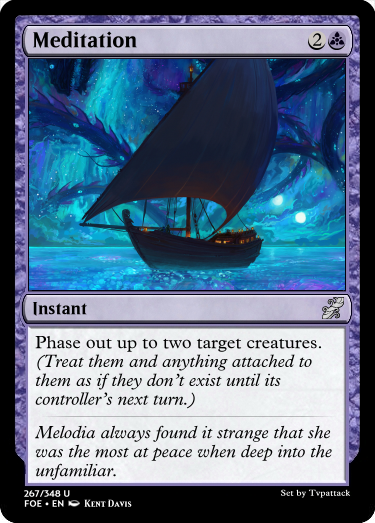 Meditation
2
Instant
Phase out up to two target creatures.
(Treat them and anything attached to
them as if they don't exist until its
controller's next turn.)
Melodia always found it strange that she
was the most at peace when deep into the
unfamiliar.
267/348 U
FOE • EN Kent Davis
Set by Tvpattack